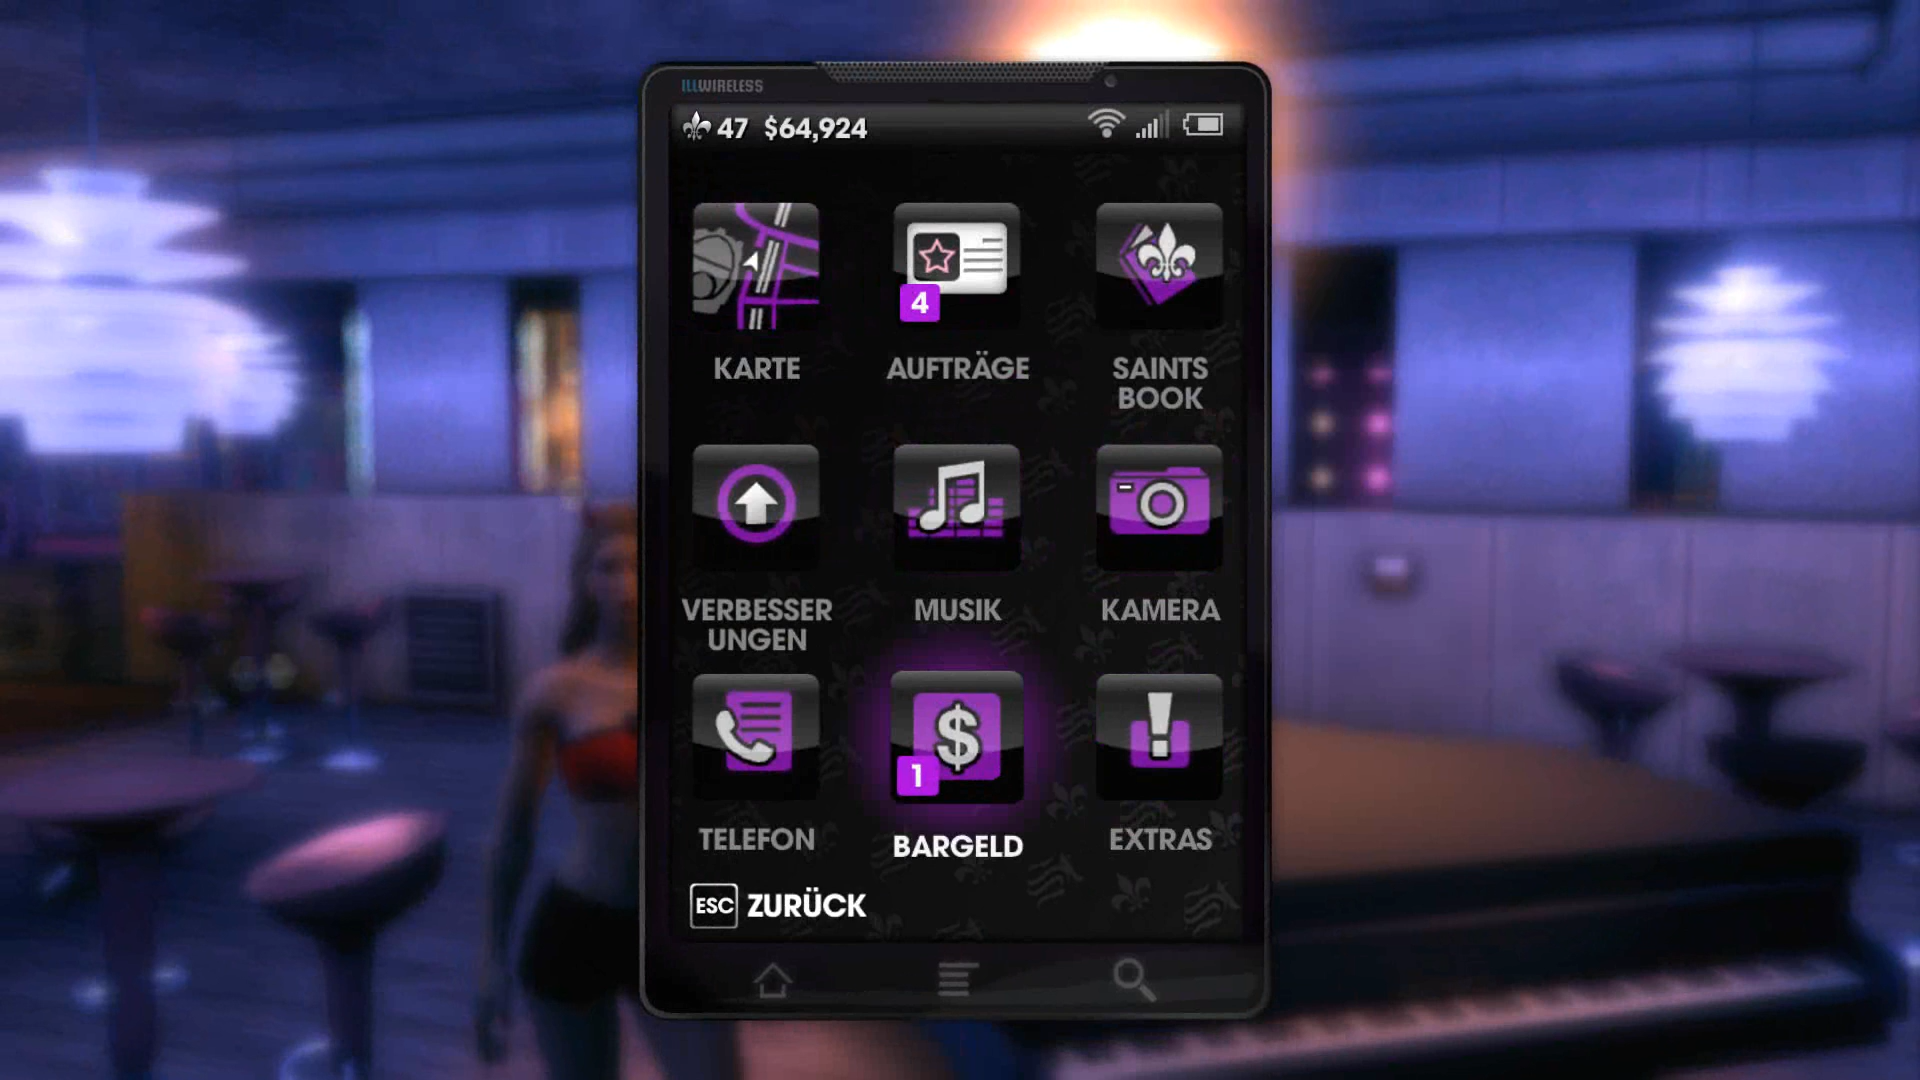 ILLWIRELESS
47 $64,924
4
KARTE AUFTRÄGE SAINTS
BOOK
VERBESSER MUSIK KAMERA
UNGEN
$
1
!
TELEFON BARGELD EXTRAS
ESC ZURÜCK